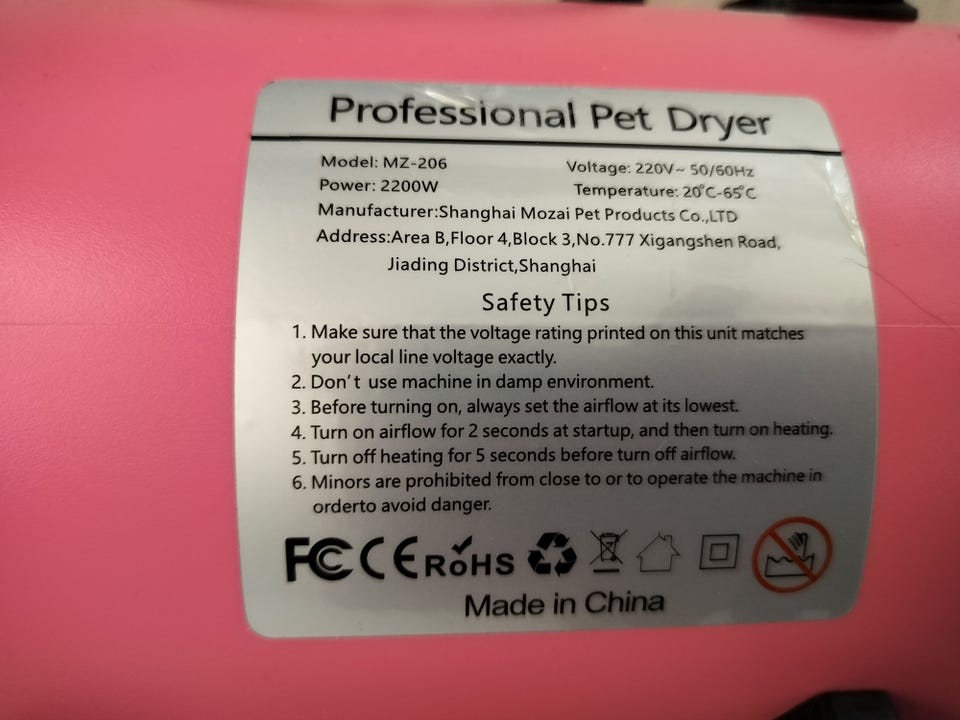 Professional Pet Dryer
Model: MZ-206 Voltage: 220V~ 50/60Hz
Power: 2200W Temperature: 20℃-65℃
Manufacturer:Shanghai Mozai Pet Products Co.,LTD
Address:Area B,Floor 4,Block 3,No.777 Xigangshen Road,
Jiading District,Shanghai
Safety Tips
1. Make sure that the voltage rating printed on this unit matches
your local line voltage exactly.
2. Don't use machine in damp environment.
3. Before turning on, always set the airflow at its lowest.
4. Turn on airflow for 2 seconds at startup, and then turn on heating.
5. Turn off heating for 5 seconds before turn off airflow.
6. Minors are prohibited from close to or to operate the machine in
orderto avoid danger.
FC CE RoHS
Made in China